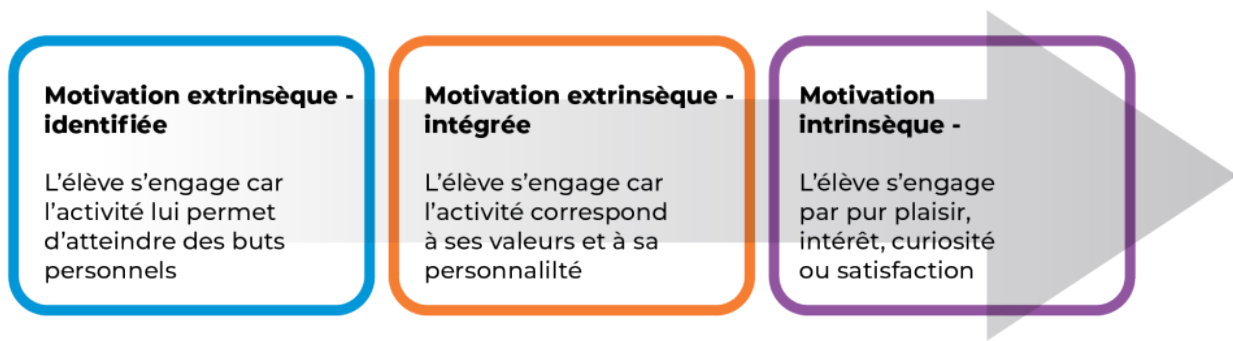 Motivation extrinsèque -
identifiée
L'élève s'engage car
l'activité lui permet
d'atteindre des buts
personnels
Motivation extrinsèque -
intégrée
L'élève s'engage car
l'activité correspond
à ses valeurs et à sa
personnalilté
Motivation
intrinsèque -
L'élève s'engage
par pur plaisir,
intérêt, curiosité
ou satisfaction